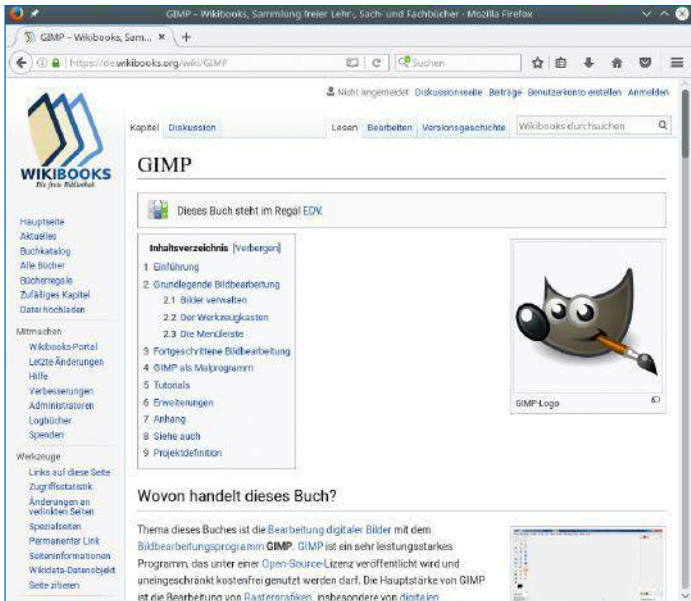 GIMP – Wikibooks, Sammlung freier Lehr-, Sach- und Fachbücher - Mozilla Firefox
GIMP – Wikibooks, Sam...
https://de.wikibooks.org/wiki/GIMP
Suchen
Nicht angemeldet Diskussionsseite Beiträge Benutzerkonto erstellen Anmelden
Kapitel Diskussion Lesen Bearbeiten Versionsgeschichte Wikibooks durchsuchen
WIKIBOOKS
Die freie Bibliothek
Hauptseite
Aktuelles
Buchkatalog
Alle Bücher
Bücherregale
Zufälliges Kapitel
Datei hochladen
Mitmachen
Wikibooks-Portal
Letzte Änderungen
Hilfe
Verbesserungen
Administratoren
Logbücher
Spenden
Werkzeuge
Links auf diese Seite
Zugriffsstatistik
Änderungen an
verlinkten Seiten
Spezialseiten
Permanenter Link
Seiteninformationen
Wikidata-Datenobjekt
Seite zitieren
GIMP
Dieses Buch steht im Regal EDV.
Inhaltsverzeichnis [Verbergen]
1 Einführung
2 Grundlegende Bildbearbeitung
2.1 Bilder verwalten
2.2 Der Werkzeugkasten
2.3 Die Menüleiste
3 Fortgeschrittene Bildbearbeitung
4 GIMP als Malprogramm
5 Tutorials
6 Erweiterungen
7 Anhang
8 Siehe auch
9 Projektdefinition
GIMP-Logo
Wovon handelt dieses Buch?
Thema dieses Buches ist die Bearbeitung digitaler Bilder mit dem
Bildbearbeitungsprogramm GIMP. GIMP ist ein sehr leistungsstarkes
Programm, das unter einer Open-Source-Lizenz veröffentlicht wird und
uneingeschränkt kostenfrei genutzt werden darf. Die Hauptstärke von GIMP
ist die Bearbeitung von Rastergrafiken, insbesondere von digitalen